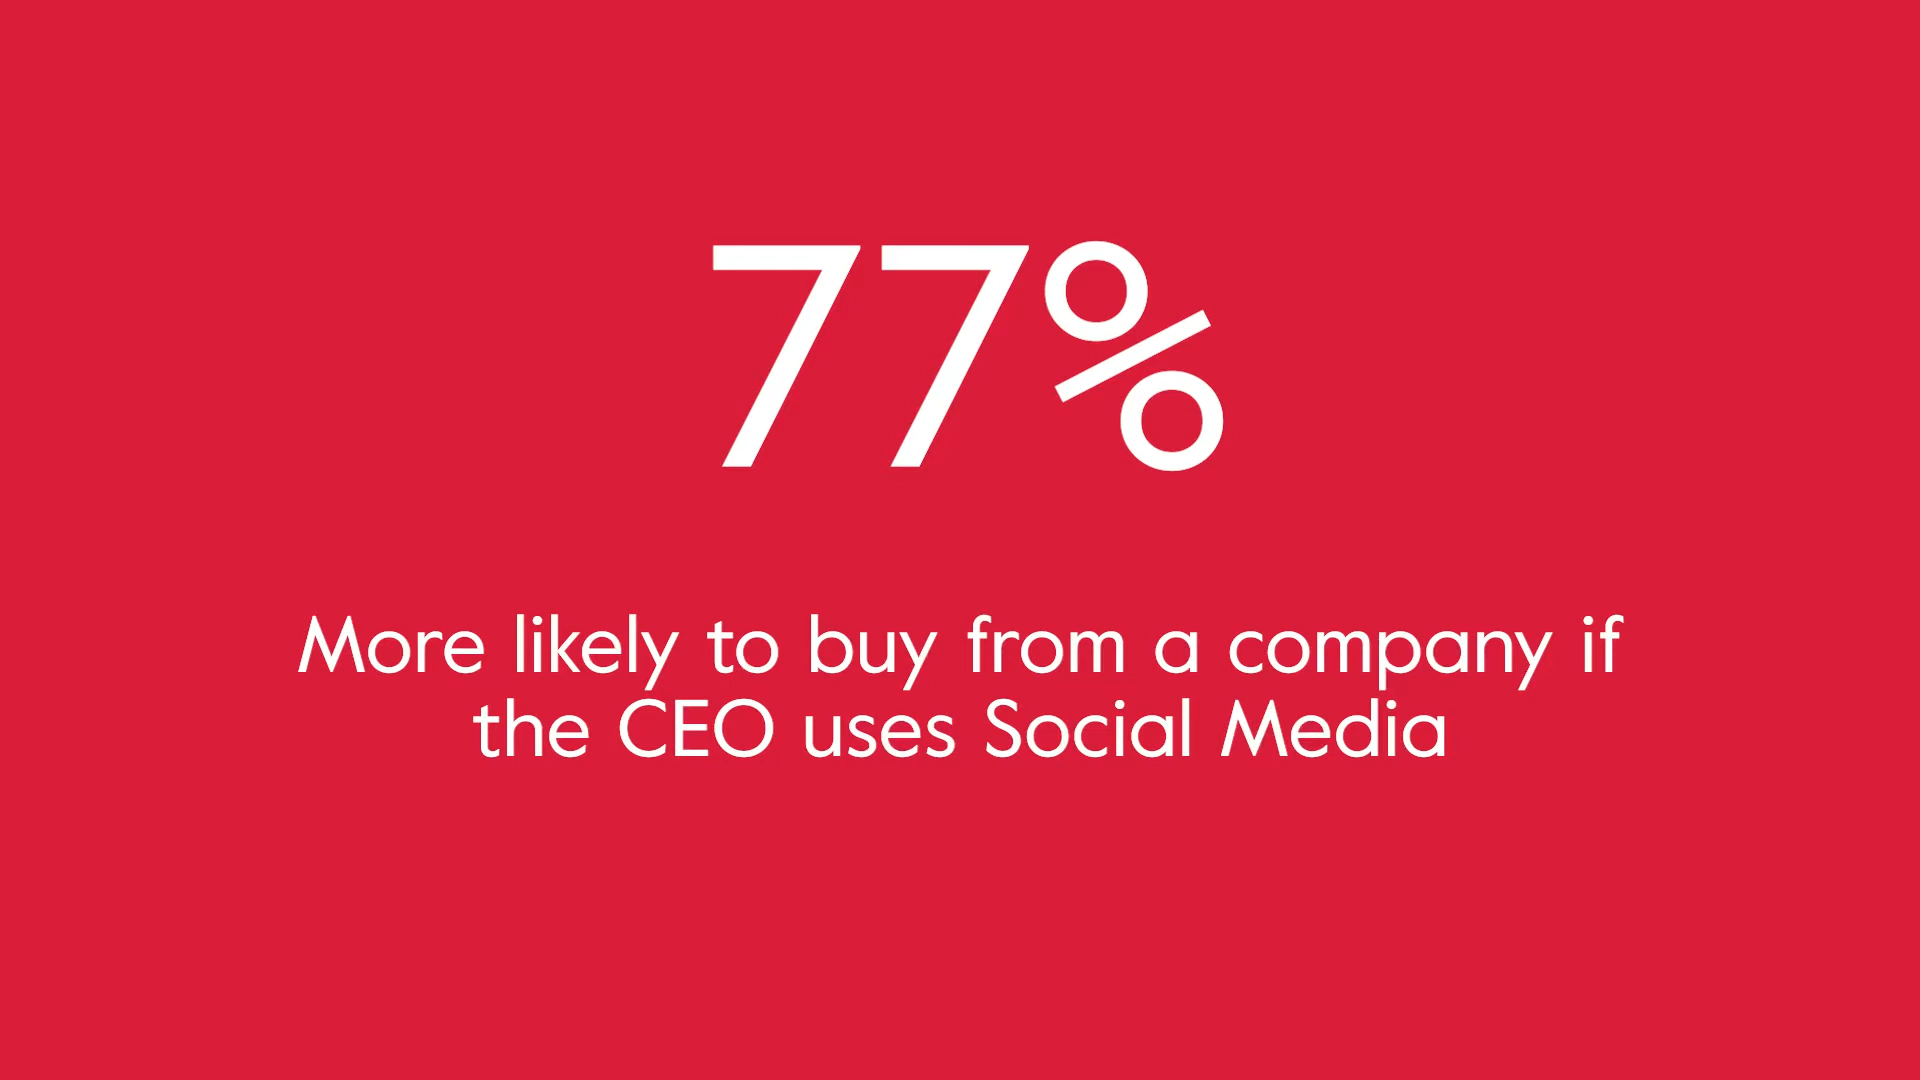 77%
More likely to buy from a company if
the CEO uses Social Media